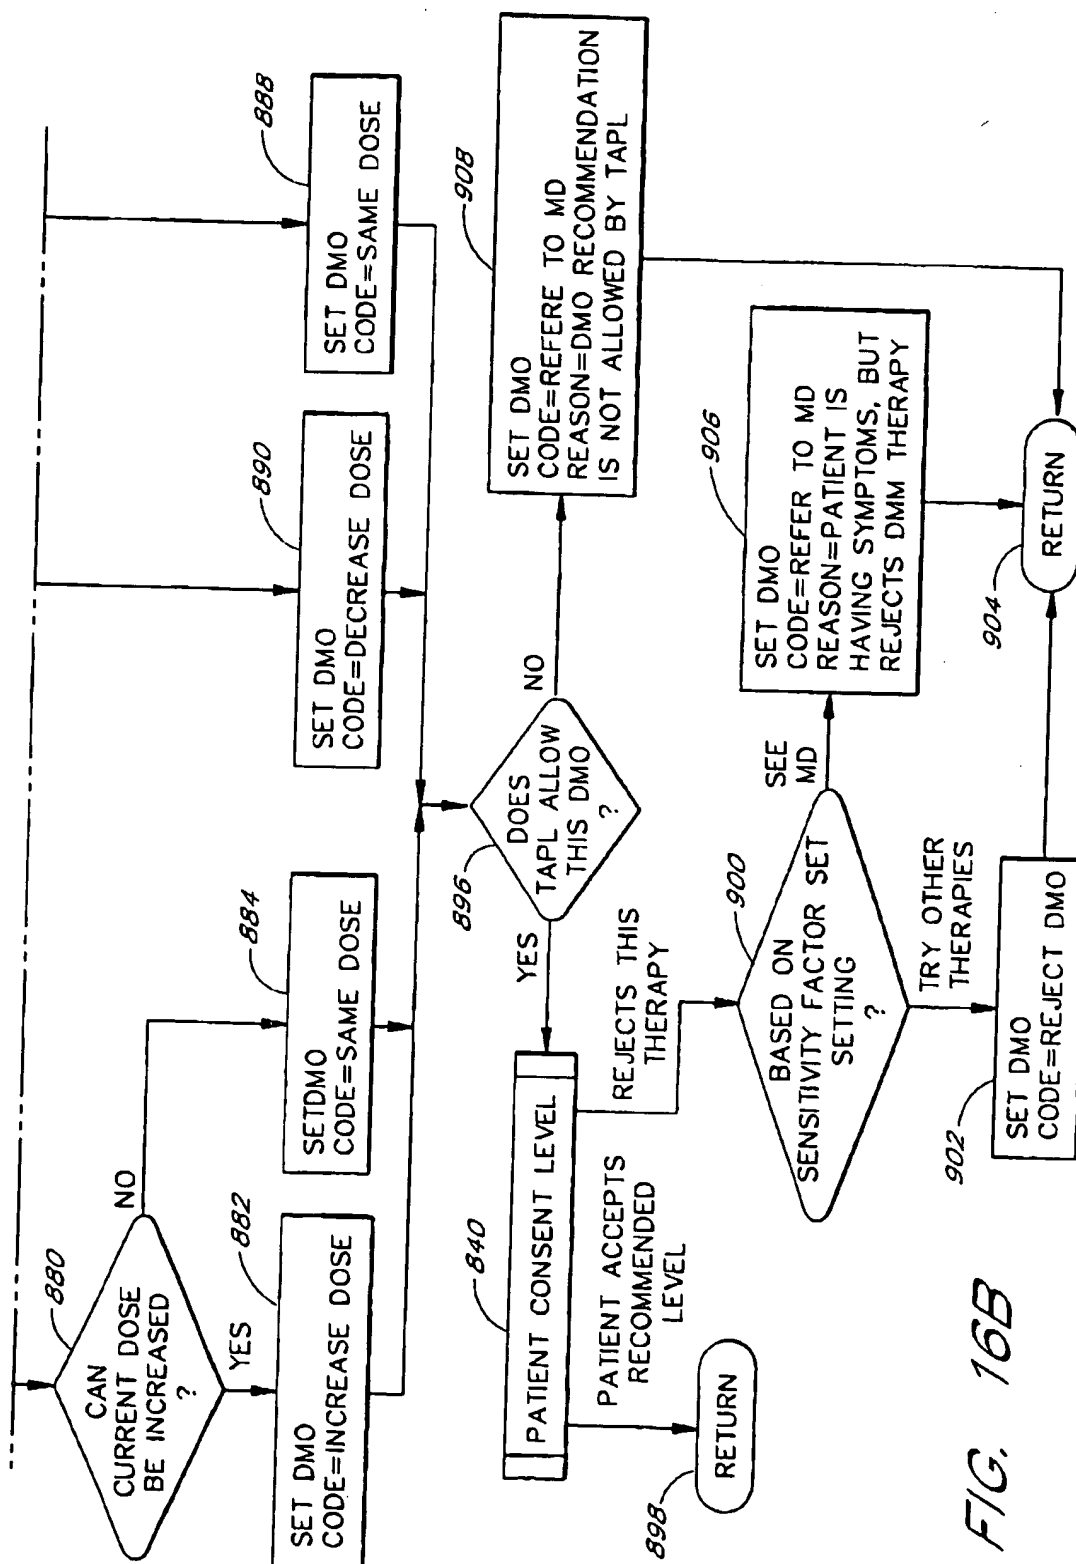 880
CAN
CURRENT DOSE
BE INCREASED
?
NO
YES
882
SET DMO
CODE=INCREASE DOSE
884
SETDMO
CODE=SAME DOSE
890
SET DMO
CODE=DECREASE DOSE
888
SET DMO
CODE=SAME DOSE
896
DOES
TAPL ALLOW
THIS DMO
?
NO
YES
908
SET DMO
CODE=REFERE TO MD
REASON=DMO RECOMMENDATION
IS NOT ALLOWED BY TAPL
840
PATIENT CONSENT LEVEL
PATIENT ACCEPTS
RECOMMENDED
LEVEL
REJECTS THIS
THERAPY
898
RETURN
900
BASED ON
SENSITIVITY FACTOR SET
SETTING
?
SEE
MD
TRY OTHER
THERAPIES
906
SET DMO
CODE=REFER TO MD
REASON=PATIENT IS
HAVING SYMPTOMS, BUT
REJECTS DMM THERAPY
902
SET DMO
CODE=REJECT DMO
904
RETURN
FIG. 16B